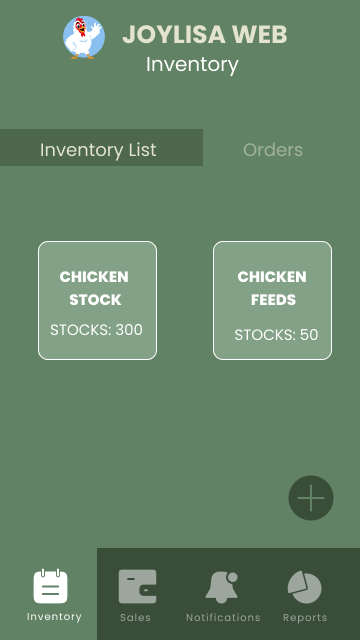 JOYLISA WEB
Inventory
Inventory List
Orders
CHICKEN
STOCK
STOCKS: 300
CHICKEN
FEEDS
STOCKS: 50
Inventory
Sales
Notifications
Reports